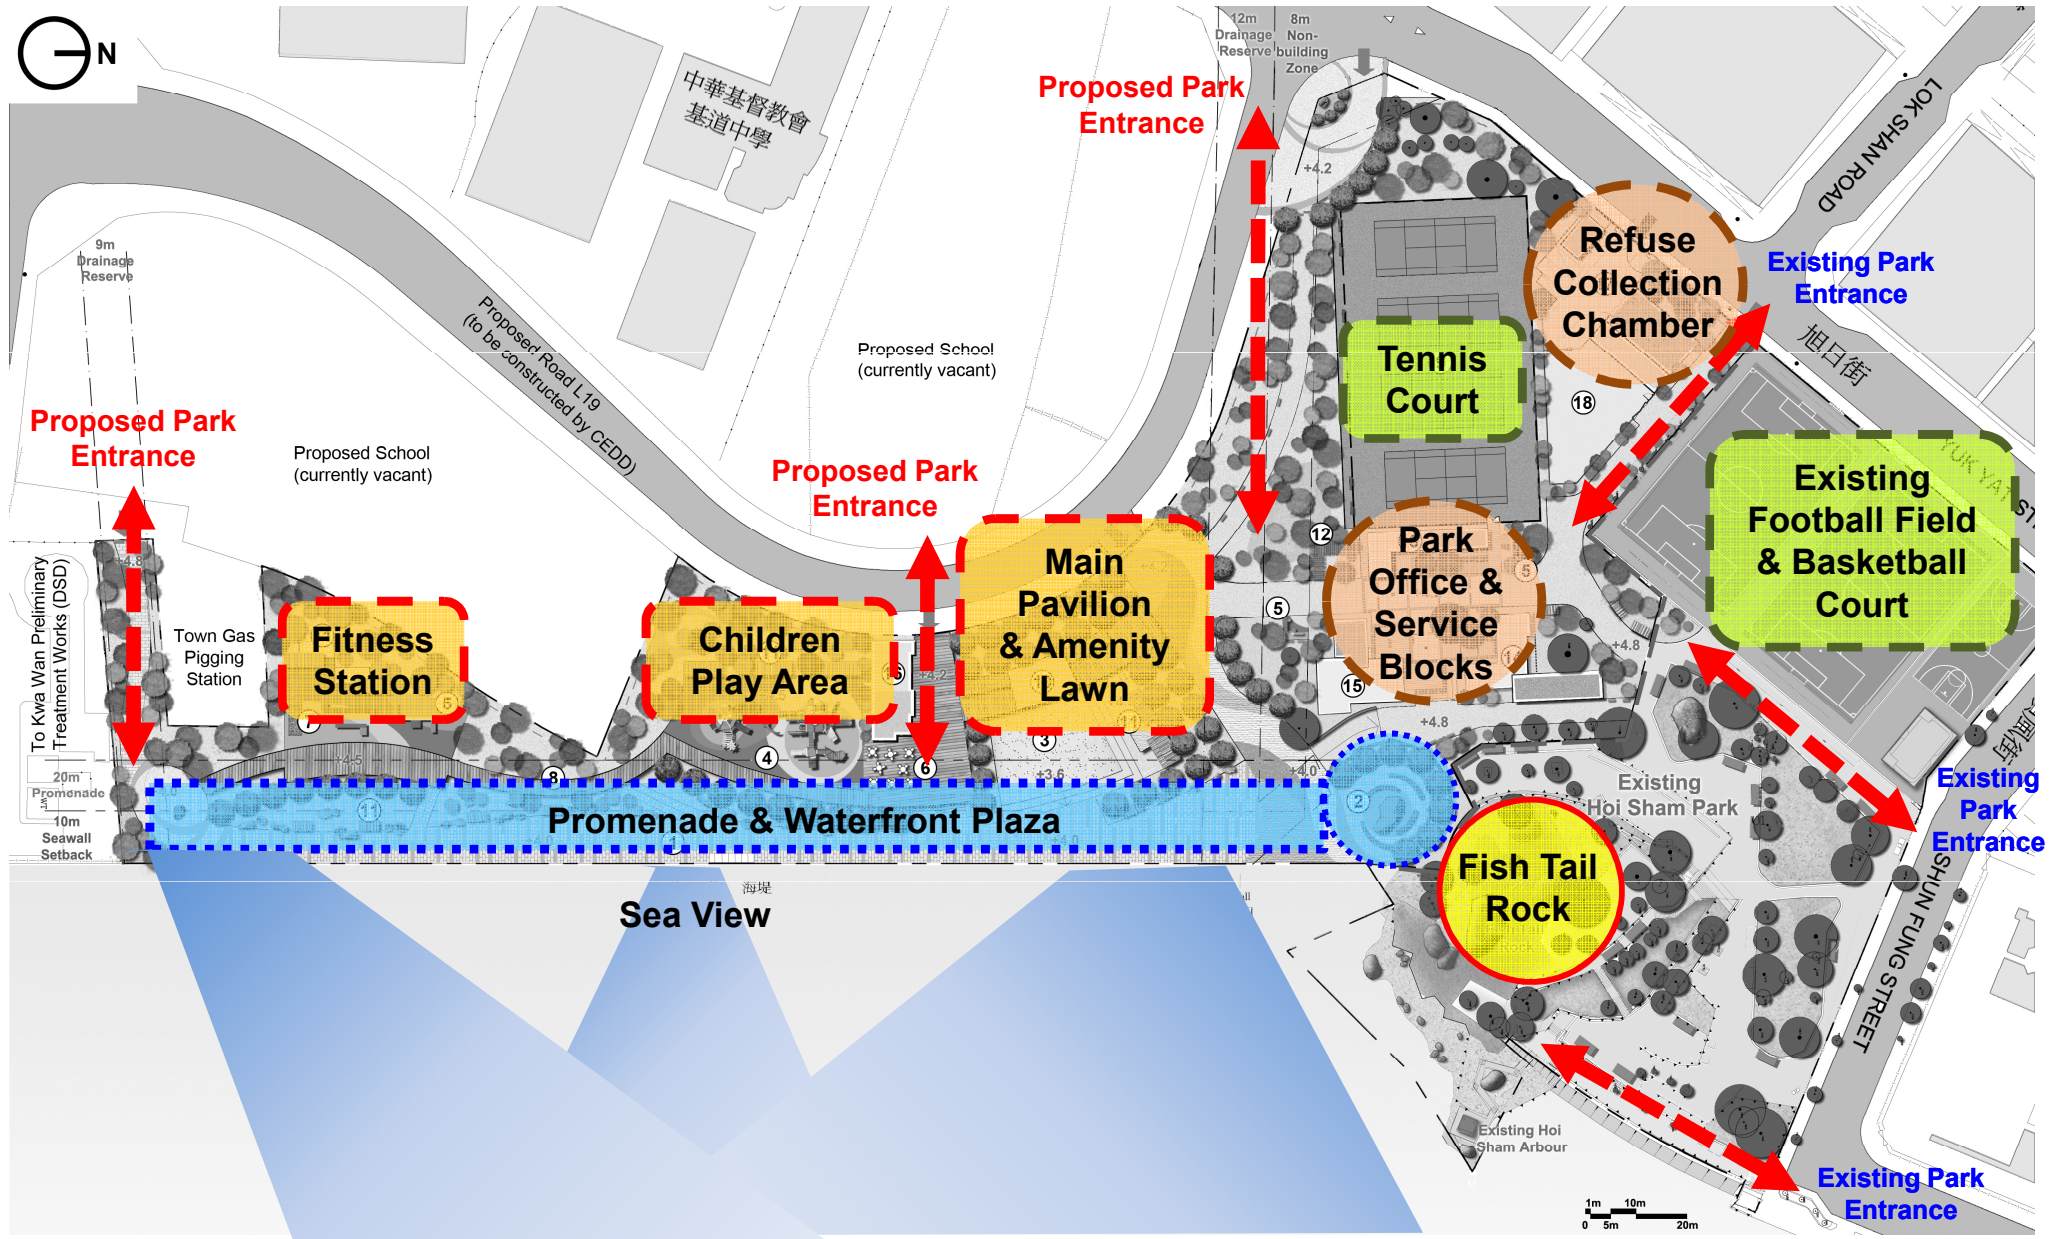 N
12m
Drainage
Reserve
8m
Non-
building
Zone
Proposed Park
Entrance
中華基督教會
基道中學
LOK SHAN ROAD
+4.2
9m
Drainage
Reserve
Refuse
Collection
Chamber
Existing Park
Entrance
旭日街
Proposed Road L19
(to be constructed by CEDD)
Proposed School
(currently vacant)
Tennis
Court
18
Proposed Park
Entrance
Proposed School
(currently vacant)
Proposed Park
Entrance
YUK YAT ST
Existing
Football Field
& Basketball
Court
12
Park
Office &
Service
Blocks
5
Main
Pavilion
& Amenity
Lawn
+4.8
To Kwa Wan Preliminary
Treatment Works (DSD)
Town Gas
Pigging
Station
Fitness
Station
Children
Play Area
5
+4.8
15
+4.2
+4.8
3
11
4
8
6
+4.5
+3.6
+4.0
20m
Promenade
10m
Seawall
Setback
11
Promenade & Waterfront Plaza
2
Existing
Hoi Sham Park
Existing
Park
Entrance
Fish Tail
Rock
海堤
Sea View
SHUN FUNG STREET
Existing Hoi
Sham Arbour
Existing Park
Entrance
1m 10m
0 5m 20m